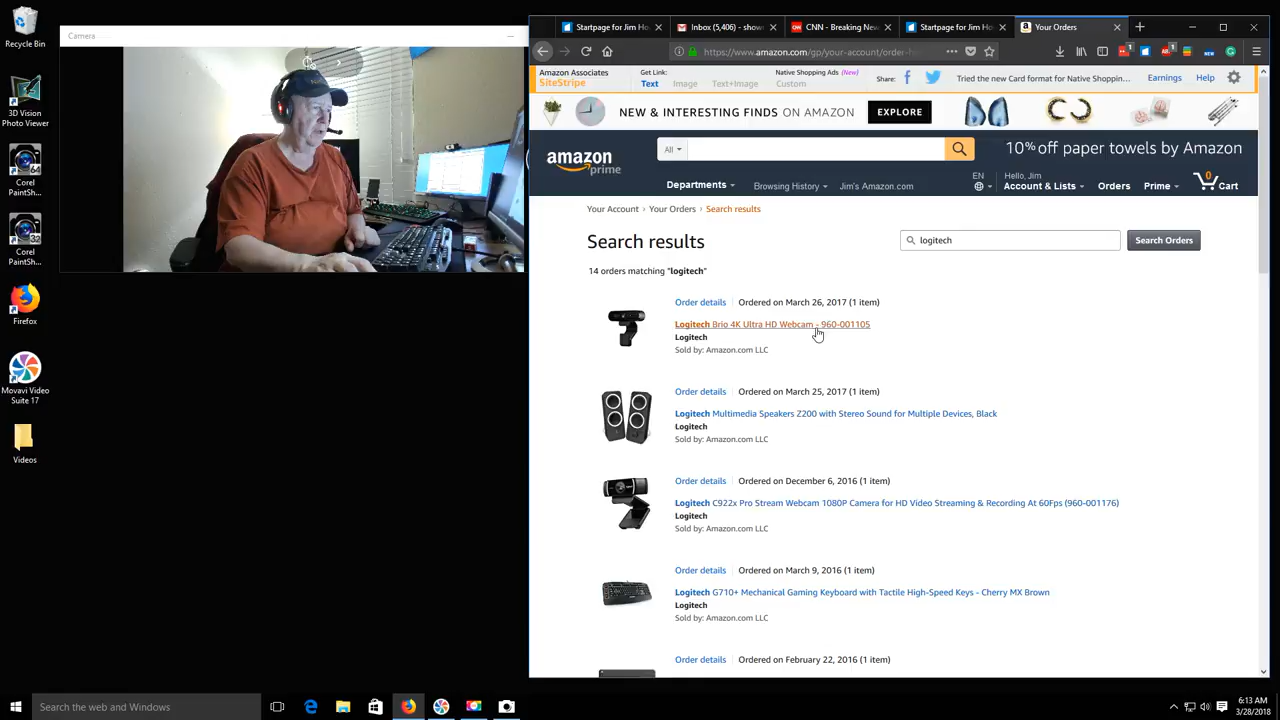 Recycle Bin
3D Vision
Photo Viewer
64
Corel
PaintSh...
32
Corel
PaintSh...
Firefox
Movavi Video
Suite 17
Videos
Camera
Startpage for Jim Ho
Inbox (5,406) - show
CNN - Breaking New
Startpage for Jim Ho
Your Orders
https://www.amazon.com/gp/your-account/order-h
Amazon Associates
SiteStripe
Get Link:
Text
Image
Text+Image
Native Shopping Ads (New)
Custom
Share:
Tried the new Card format for Native Shoppin...
Earnings
Help
NEW & INTERESTING FINDS ON AMAZON
EXPLORE
amazon
prime
All
10% off paper towels by Amazon
Departments
Browsing History
Jim's Amazon.com
EN
Hello, Jim
Account & Lists
Orders
Prime
0
Cart
Your Account › Your Orders › Search results
Search results
logitech
Search Orders
14 orders matching "logitech"
Order details
Ordered on March 26, 2017 (1 item)
Logitech Brio 4K Ultra HD Webcam - 960-001105
Logitech
Sold by: Amazon.com LLC
Order details
Ordered on March 25, 2017 (1 item)
Logitech Multimedia Speakers Z200 with Stereo Sound for Multiple Devices, Black
Logitech
Sold by: Amazon.com LLC
Order details
Ordered on December 6, 2016 (1 item)
Logitech C922x Pro Stream Webcam 1080P Camera for HD Video Streaming & Recording At 60Fps (960-001176)
Logitech
Sold by: Amazon.com LLC
Order details
Ordered on March 9, 2016 (1 item)
Logitech G710+ Mechanical Gaming Keyboard with Tactile High-Speed Keys - Cherry MX Brown
Logitech
Sold by: Amazon.com LLC
Order details
Ordered on February 22, 2016 (1 item)
Search the web and Windows
6:13 AM
3/28/2018